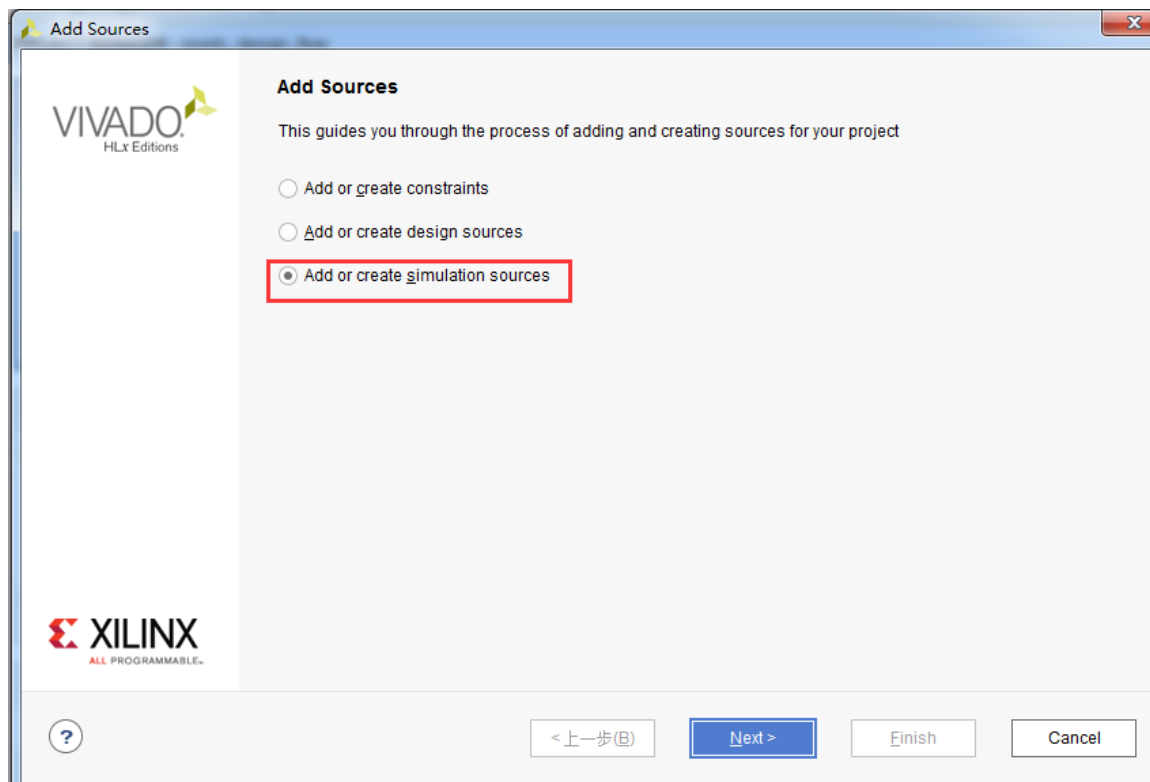 Add Sources
VIVADO.
HLx Editions
Add Sources
This guides you through the process of adding and creating sources for your project
Add or create constraints
Add or create design sources
Add or create simulation sources
XILINX
ALL PROGRAMMABLE™
?
<上一步(B)
Next >
Finish
Cancel